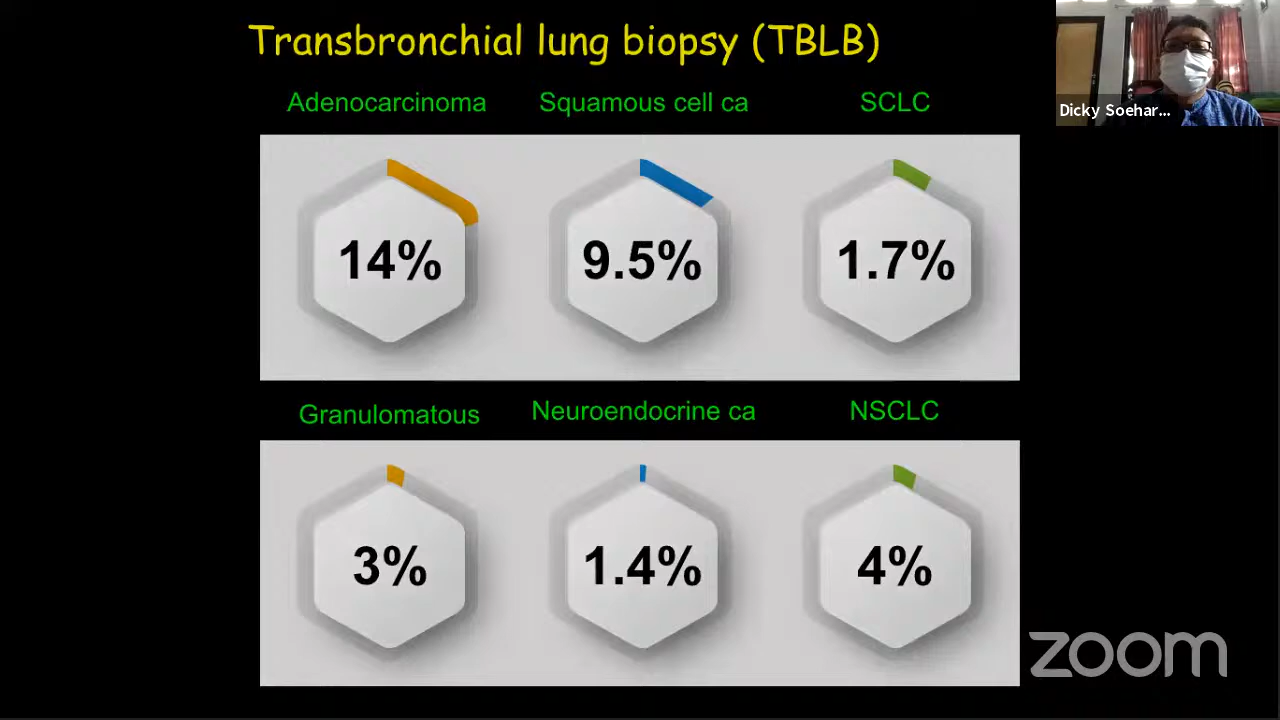 Transbronchial lung biopsy (TBLB)
Dicky Soehar...
Adenocarcinoma
Squamous cell ca
SCLC
14%
9.5%
1.7%
Granulomatous
Neuroendocrine ca
NSCLC
3%
1.4%
4%
zoom